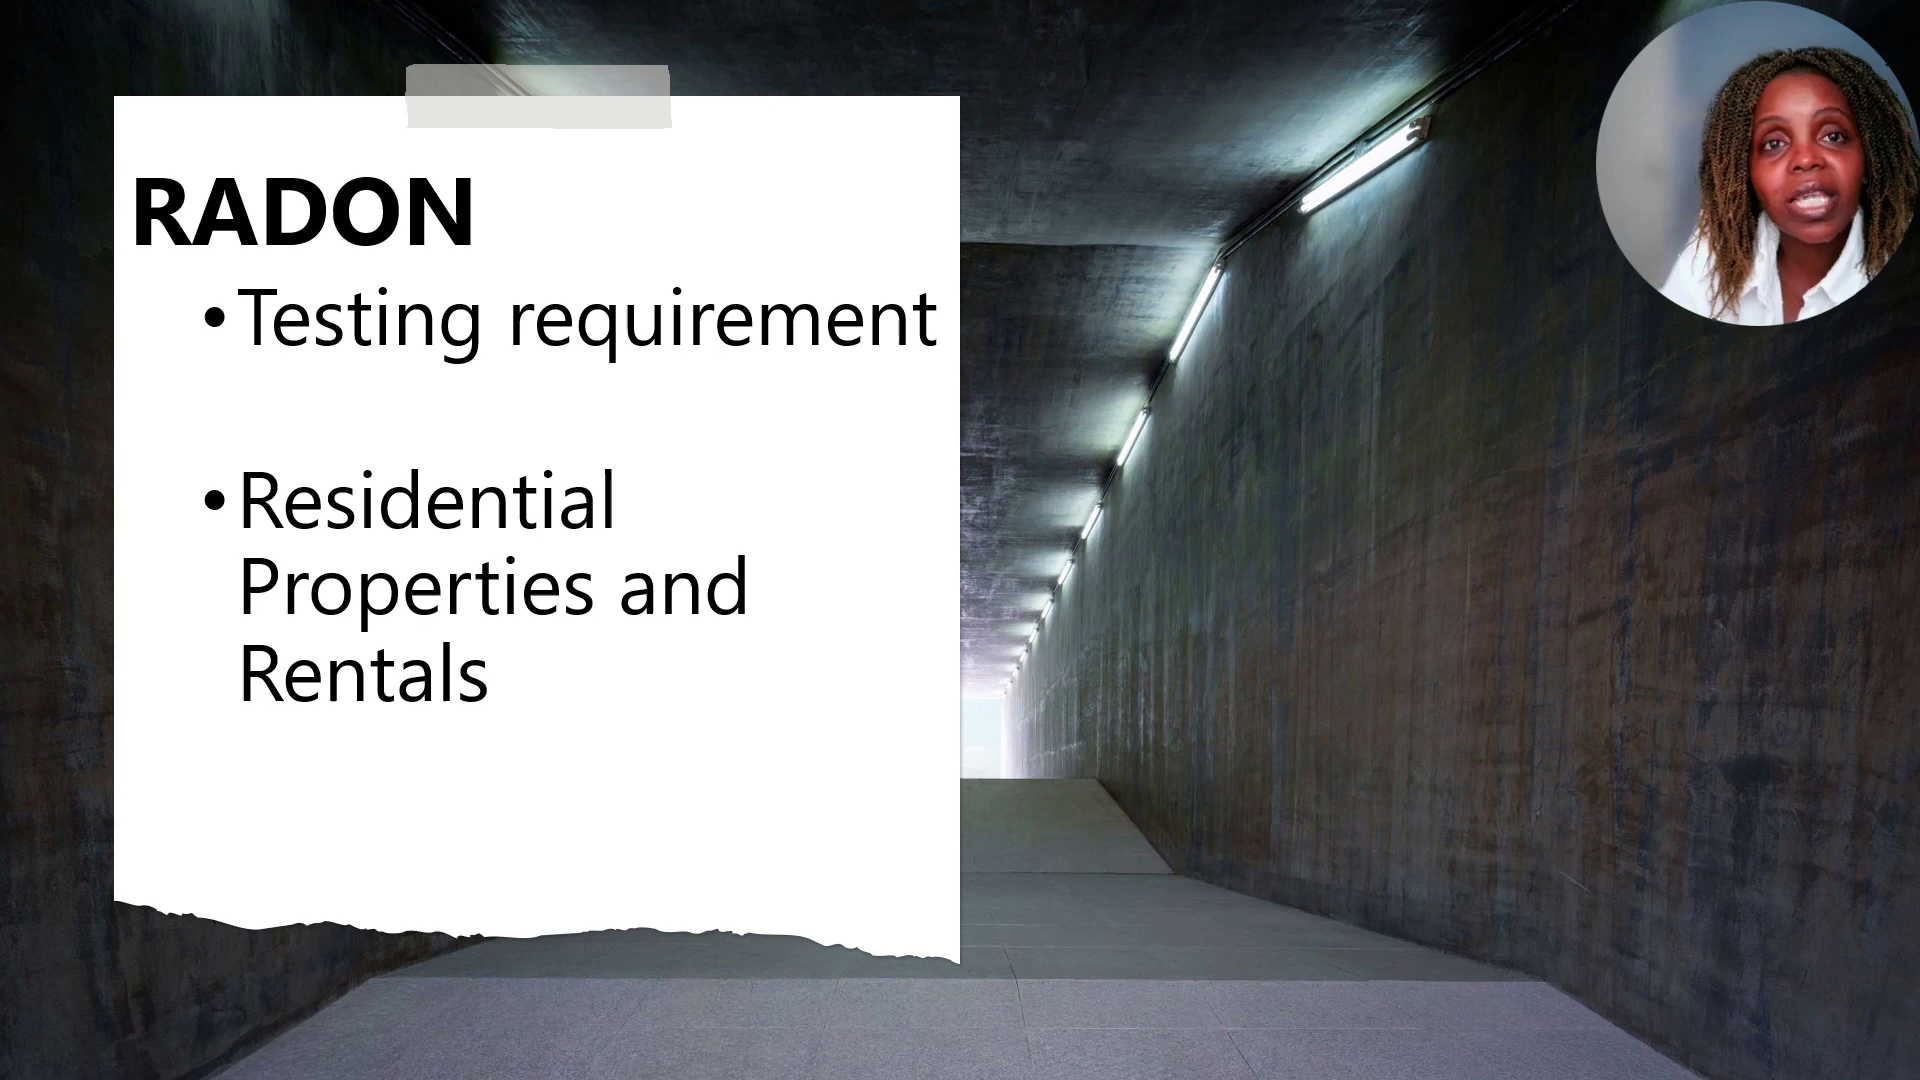 RADON
• Testing requirement
• Residential
Properties and
Rentals